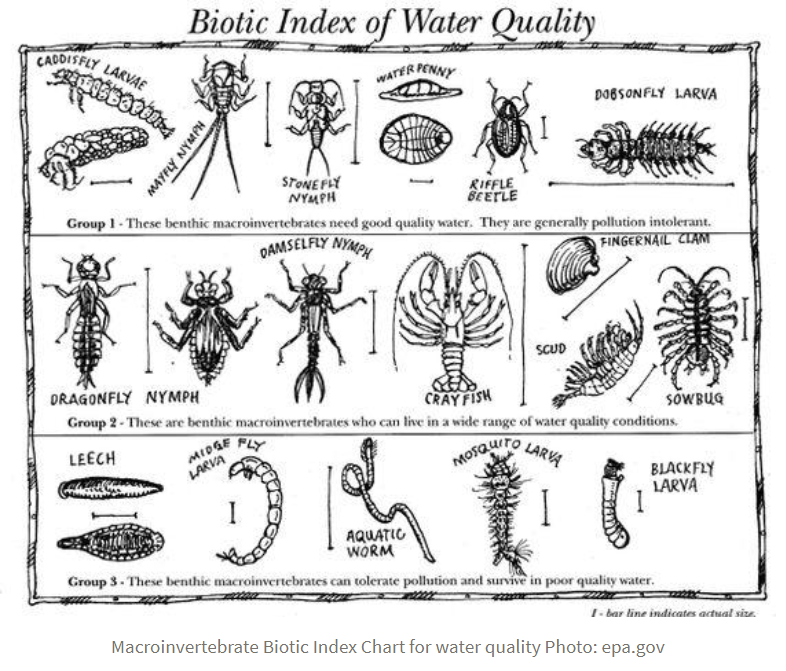 Biotic Index of Water Quality
CADDISFLY LARVAE
MAYFLY NYMPH
STONEFLY
NYMPH
WATER PENNY
RIFFLE
BEETLE
DOBSONFLY LARVA
Group 1 - These benthic macroinvertebrates need good quality water. They are generally pollution intolerant.
DRAGONFLY NYMPH
DAMSELFLY NYMPH
CRAYFISH
FINGERNAIL CLAM
SCUD
SOWBUG
Group 2 - These are benthic macroinvertebrates who can live in a wide range of water quality conditions.
LEECH
MIDGE FLY
LARVA
AQUATIC
WORM
MOSQUITO LARVA
BLACKFLY
LARVA
Group 3 - These benthic macroinvertebrates can tolerate pollution and survive in poor quality water.
I - bar line indicates actual size.
Macroinvertebrate Biotic Index Chart for water quality Photo: epa.gov